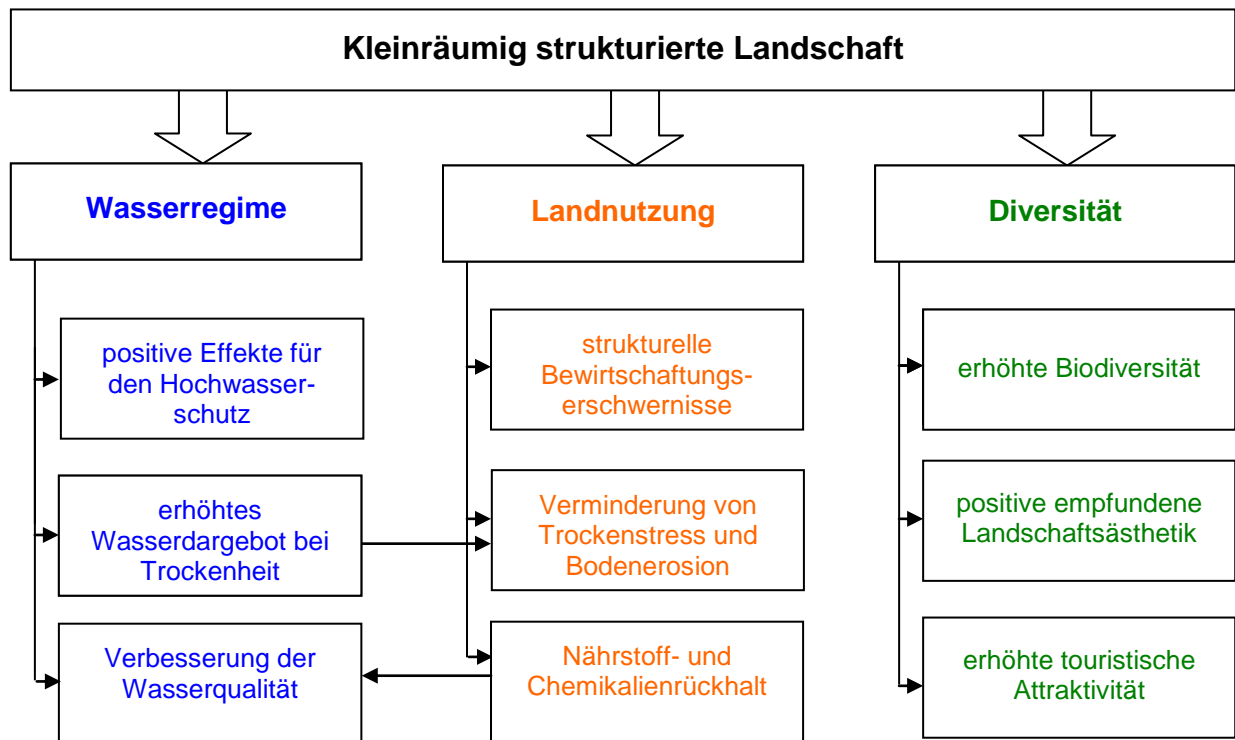 Kleinräumig strukturierte Landschaft
Wasserregime
Landnutzung
Diversität
positive Effekte für
den Hochwasser-
schutz
strukturelle
Bewirtschaftungs-
erschwernisse
erhöhte Biodiversität
erhöhtes
Wasserdargebot bei
Trockenheit
Verminderung von
Trockenstress und
Bodenerosion
positive empfundene
Landschaftsästhetik
Verbesserung der
Wasserqualität
Nährstoff- und
Chemikalienrückhalt
erhöhte touristische
Attraktivität